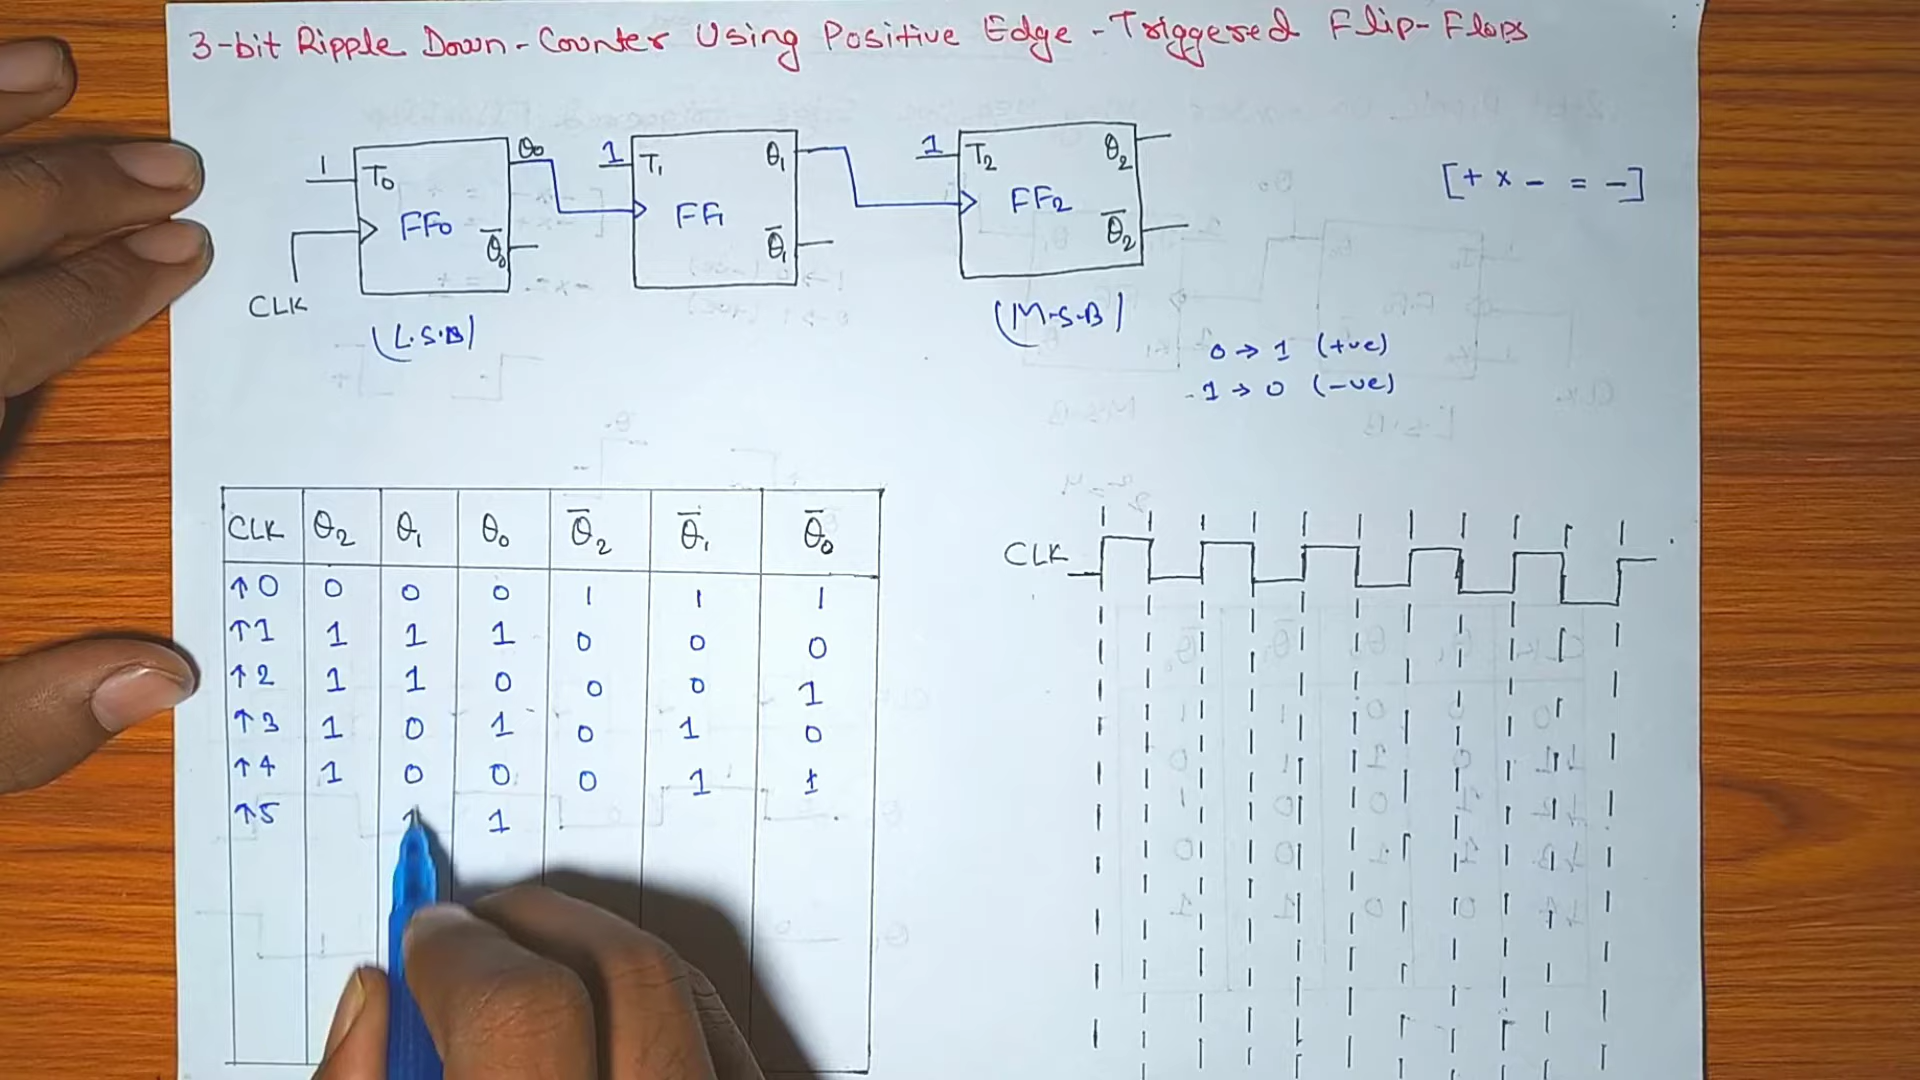 3-bit Ripple Down-Counter Using Positive Edge-Triggered Flip-Flops
1 T0 FF0 Q0 Q̅0
1 T1 FF1 Q1 Q̅1
1 T2 FF2 Q2 Q̅2
[+ x - = -]
CLK
(L.S.B)
(M.S.B)
0 → 1 (+ve)
1 → 0 (-ve)
CLK Q2 Q1 Q0 Q̅2 Q̅1 Q̅0
↑0 0 0 0 1 1 1
↑1 1 1 1 0 0 0
↑2 1 1 0 0 0 1
↑3 1 0 1 0 1 0
↑4 1 0 0 0 1 1
↑5 1 1
CLK